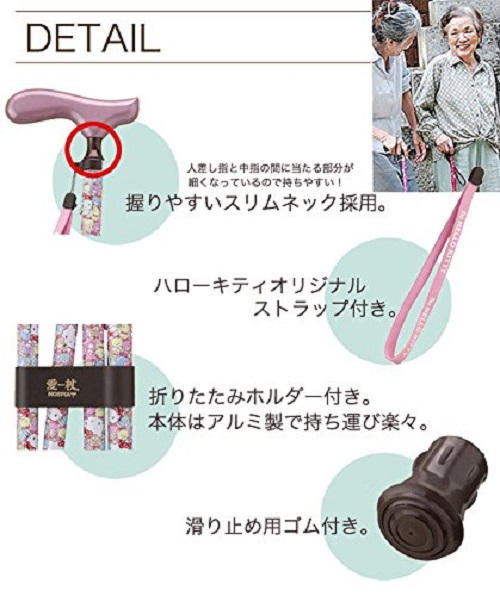 DETAIL
人差し指と中指の間に当たる部分が
細くなっているので持ちやすい！
握りやすいスリムネック採用。
ハローキティオリジナル
ストラップ付き。
HELLO KITTY
愛杖
折りたたみホルダー付き。
本体はアルミ製で持ち運び楽々。
滑り止め用ゴム付き。